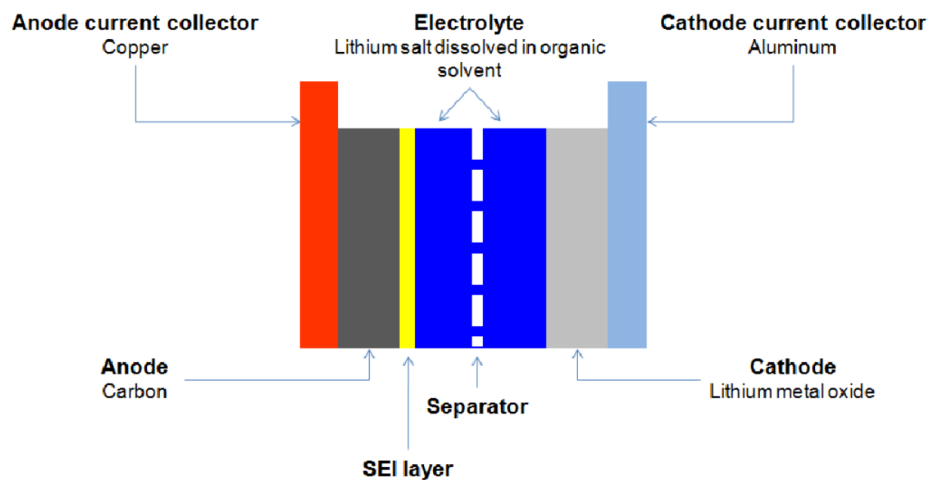 Anode current collector
Copper
Electrolyte
Lithium salt dissolved in organic
solvent
Cathode current collector
Aluminum
Anode
Carbon
Separator
SEI layer
Cathode
Lithium metal oxide